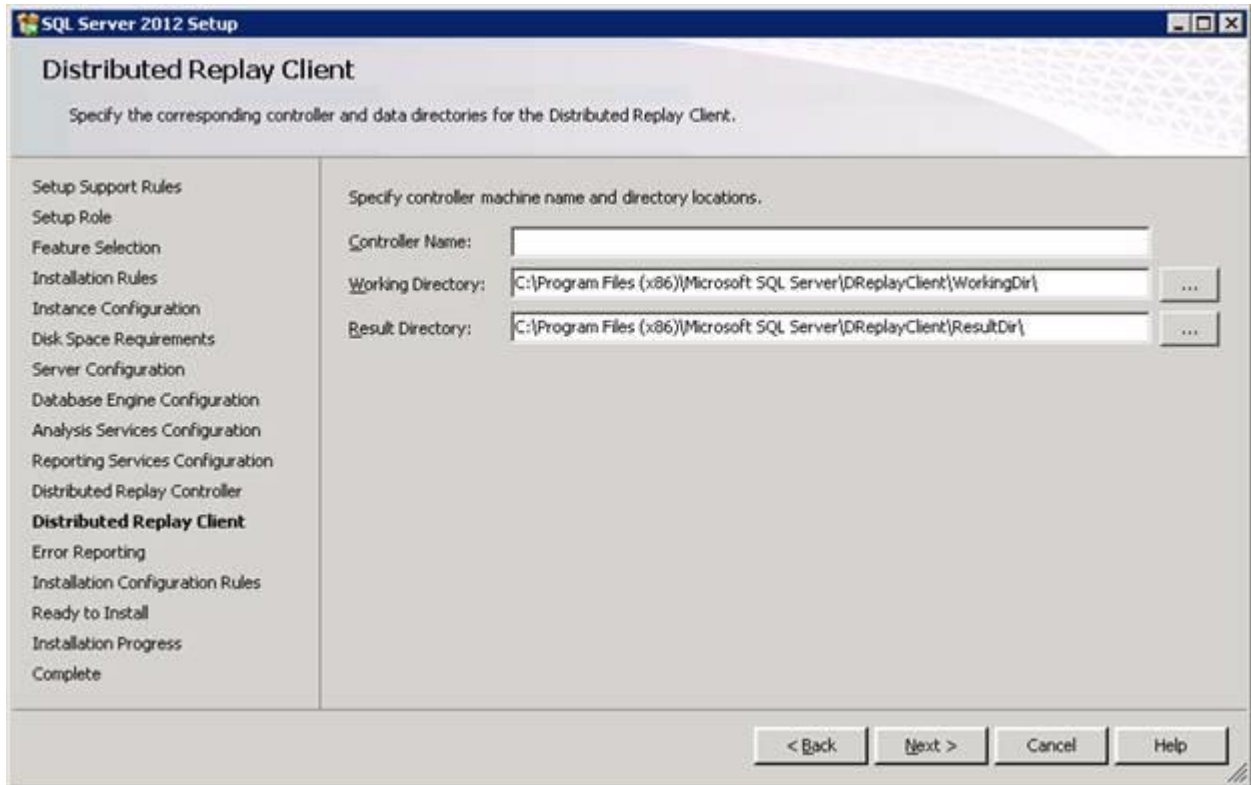 SQL Server 2012 Setup
Distributed Replay Client
Specify the corresponding controller and data directories for the Distributed Replay Client.
Setup Support Rules
Setup Role
Feature Selection
Installation Rules
Instance Configuration
Disk Space Requirements
Server Configuration
Database Engine Configuration
Analysis Services Configuration
Reporting Services Configuration
Distributed Replay Controller
Distributed Replay Client
Error Reporting
Installation Configuration Rules
Ready to Install
Installation Progress
Complete
Specify controller machine name and directory locations.
Controller Name:
Working Directory: C:\Program Files (x86)\Microsoft SQL Server\DReplayClient\WorkingDir\ ...
Result Directory: C:\Program Files (x86)\Microsoft SQL Server\DReplayClient\ResultDir\ ...
< Back Next > Cancel Help